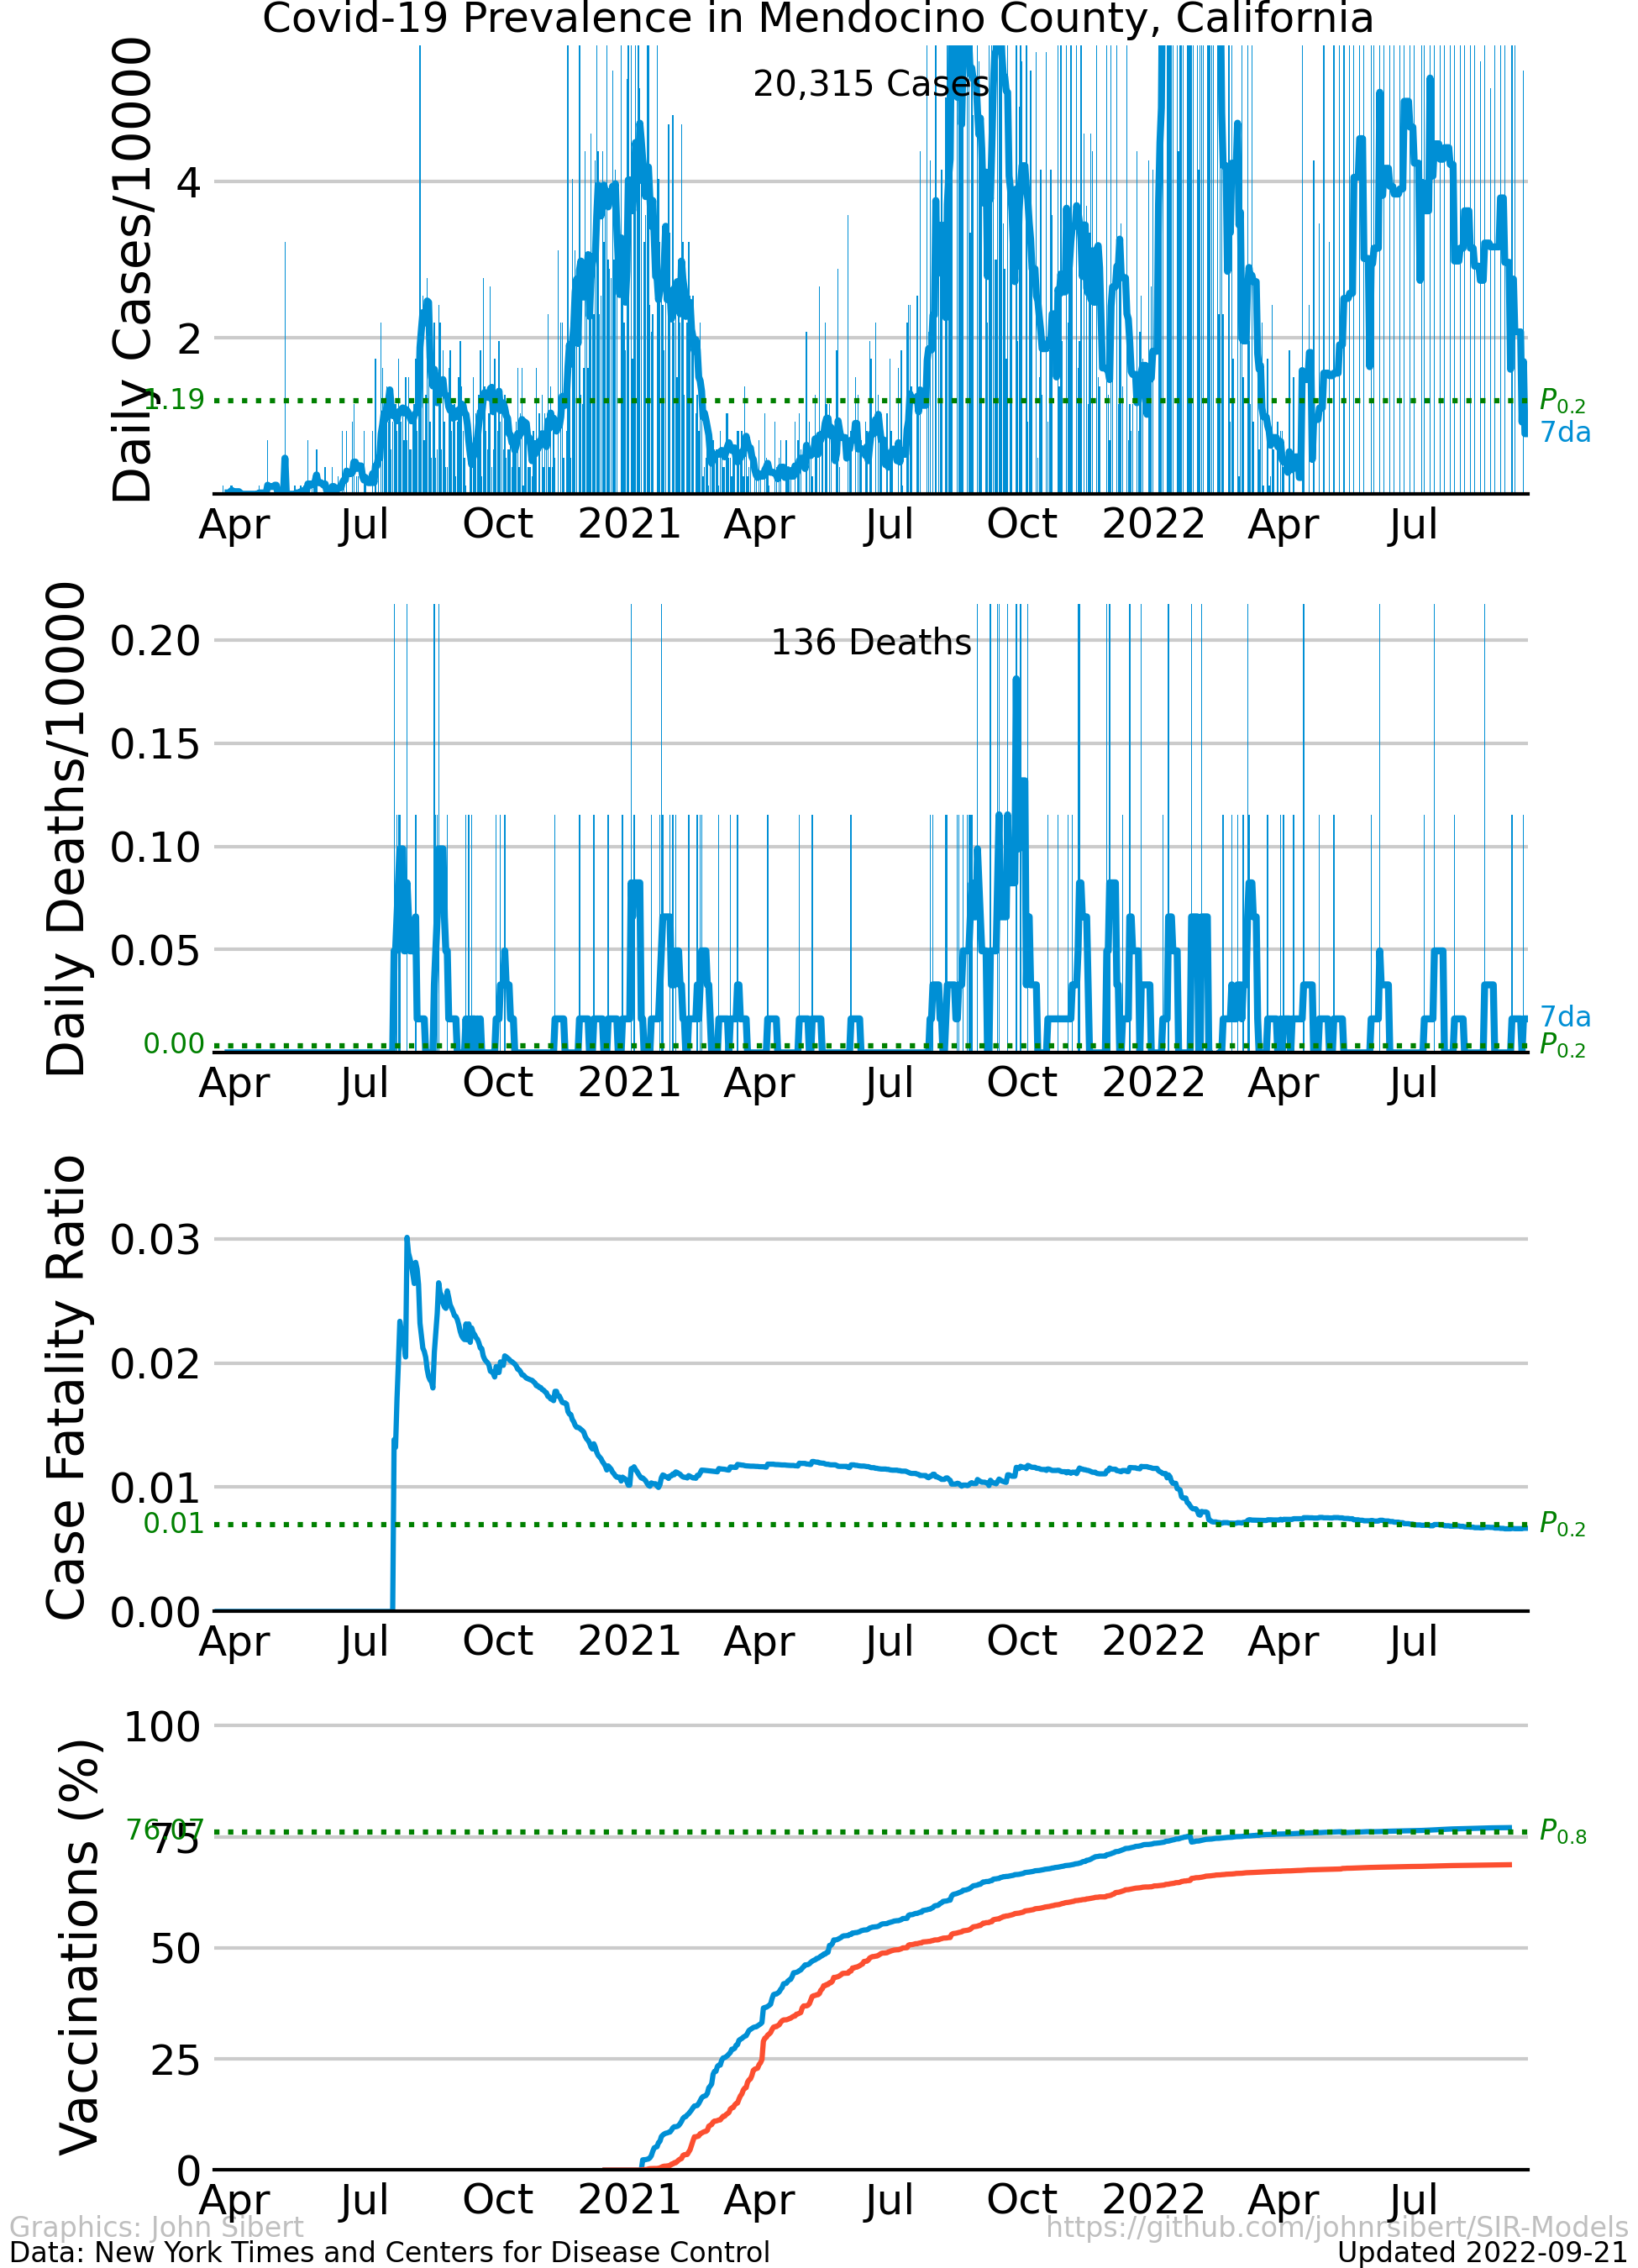 Covid-19 Prevalence in Mendocino County, California
Daily Cases/10000
20,315 Cases
4
2
1.19
P0.2
7da
Apr Jul Oct 2021 Apr Jul Oct 2022 Apr Jul
Daily Deaths/10000
136 Deaths
0.20
0.15
0.10
0.05
0.00
7da
P0.2
Apr Jul Oct 2021 Apr Jul Oct 2022 Apr Jul
Case Fatality Ratio
0.03
0.02
0.01
0.01
P0.2
0.00
Apr Jul Oct 2021 Apr Jul Oct 2022 Apr Jul
Vaccinations (%)
100
76.07
P0.8
75
50
25
0
Apr Jul Oct 2021 Apr Jul Oct 2022 Apr Jul
Graphics: John Sibert
https://github.com/johnrsibert/SIR-Models
Data: New York Times and Centers for Disease Control
Updated 2022-09-21